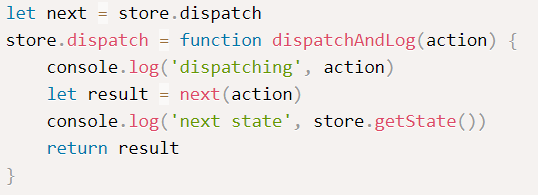 let next = store.dispatch
store.dispatch = function dispatchAndLog(action) {
    console.log('dispatching', action)
    let result = next(action)
    console.log('next state', store.getState())
    return result
}